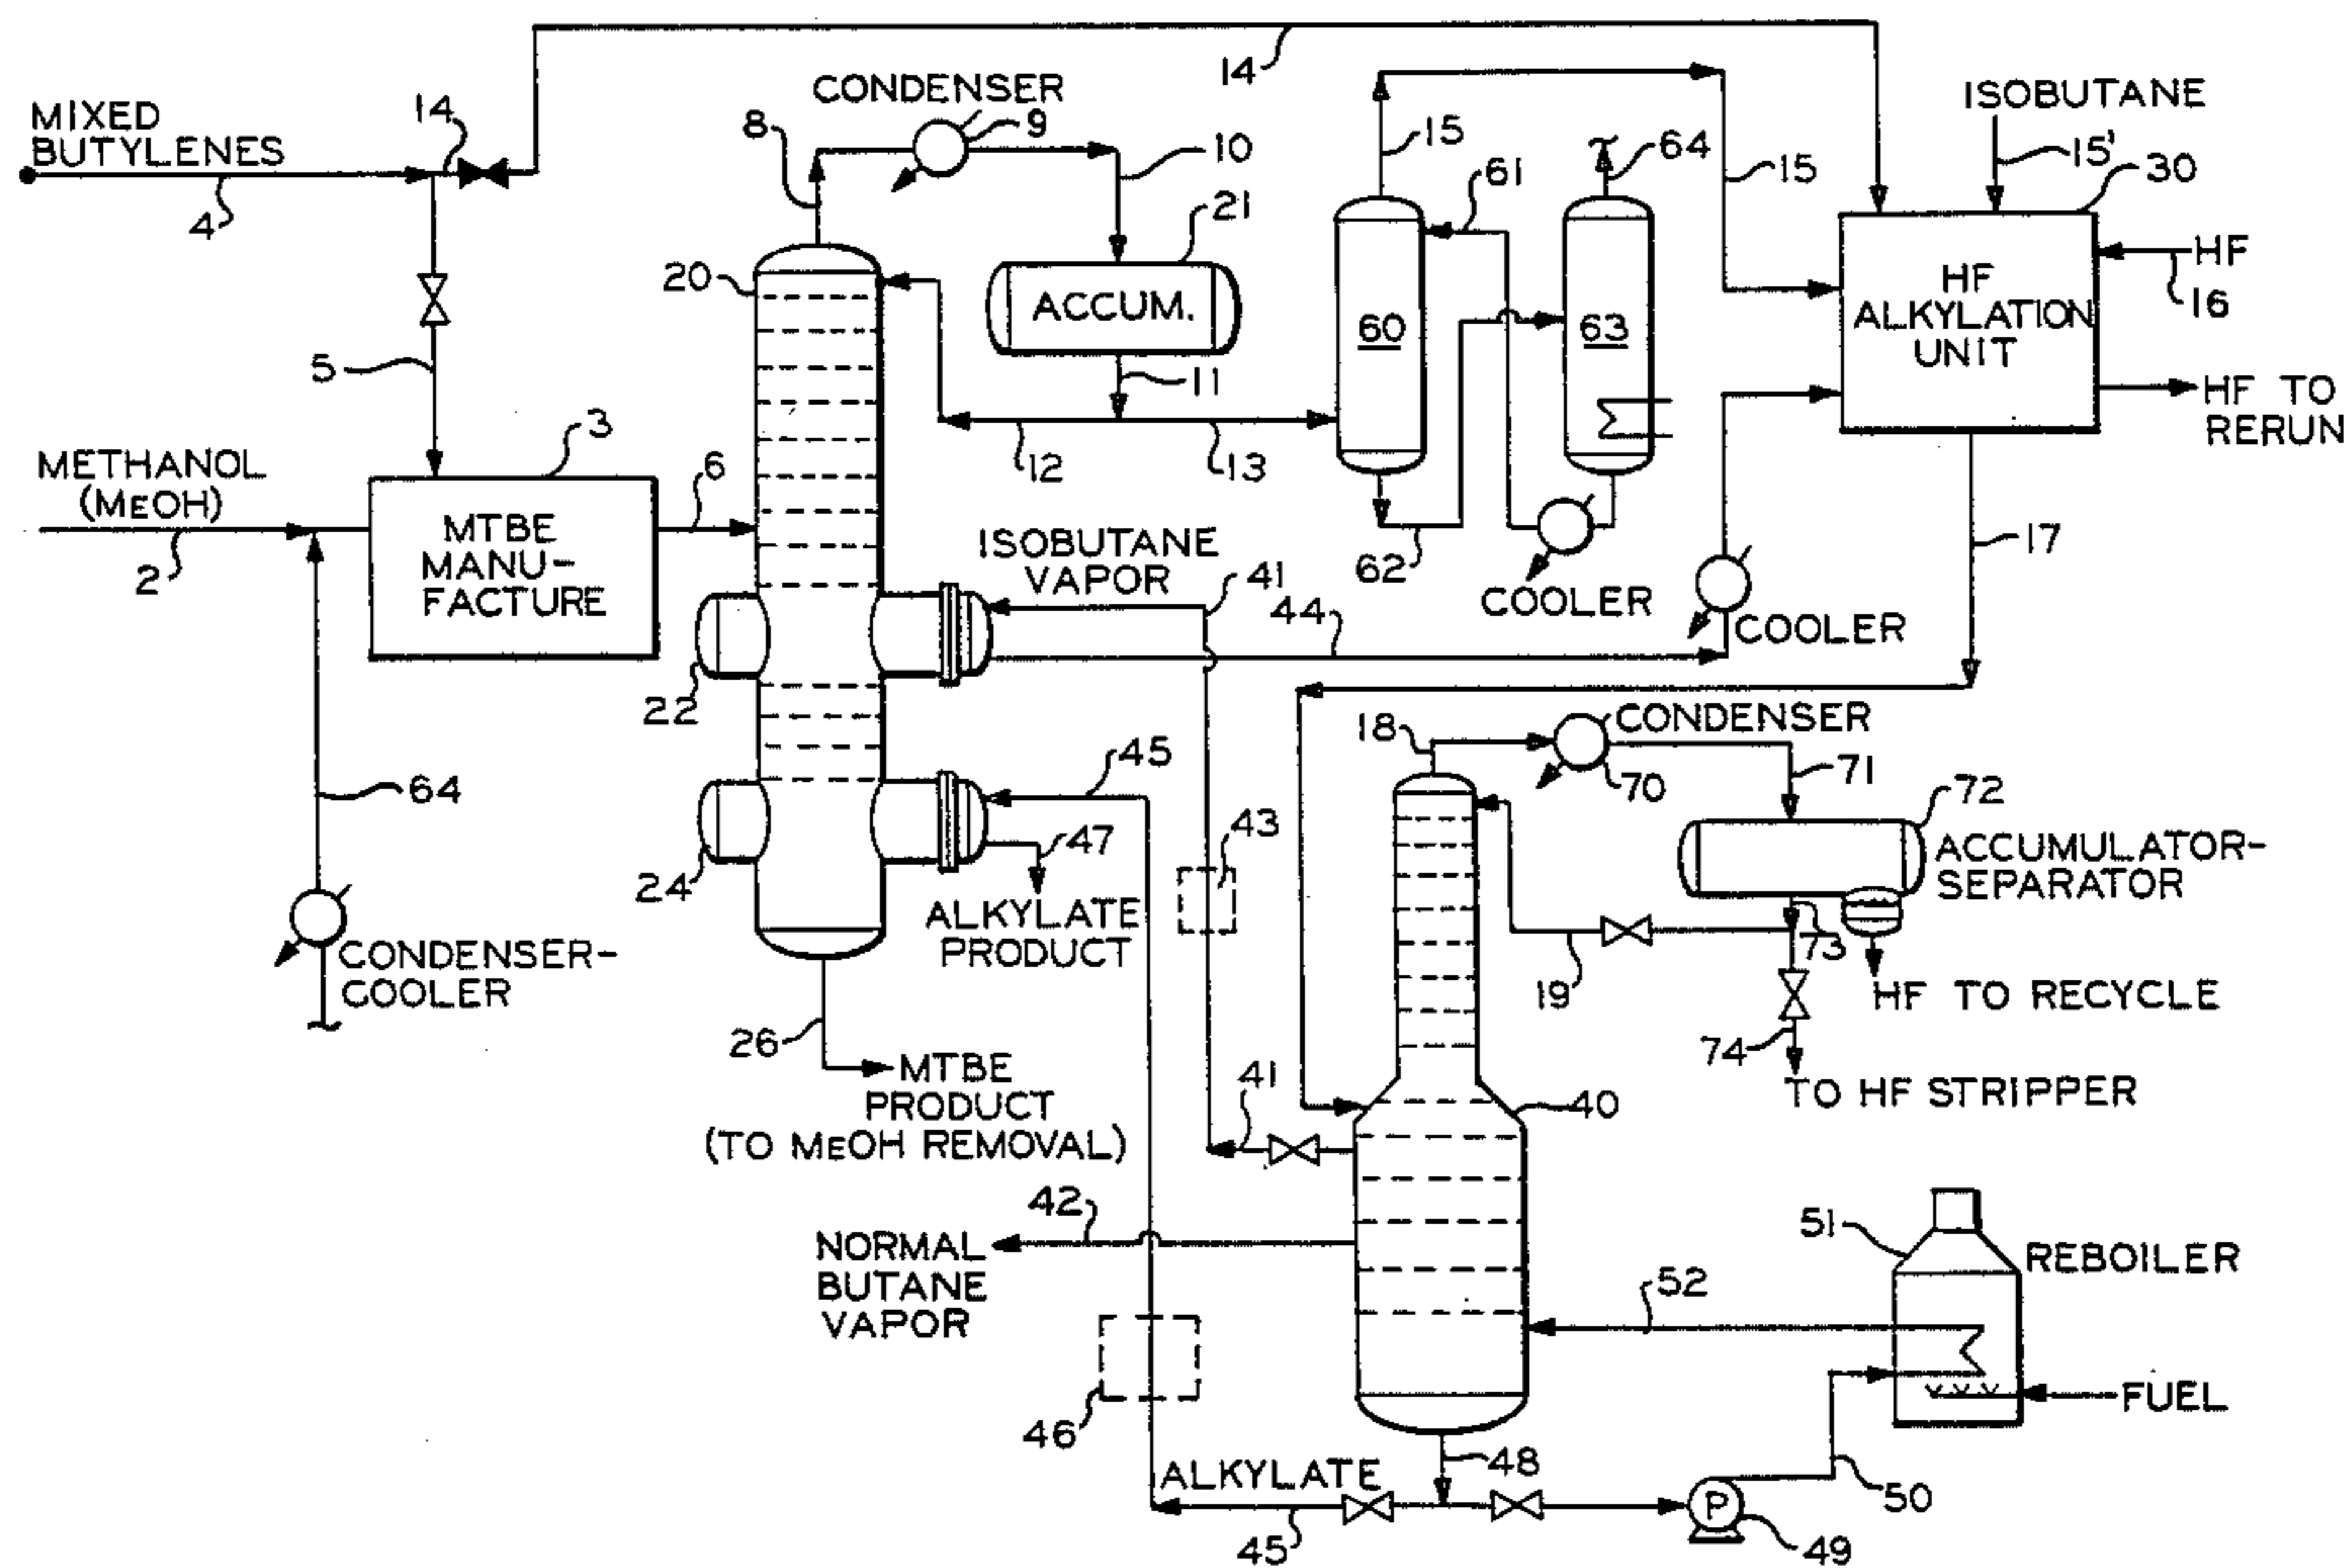 14
CONDENSER
ISOBUTANE
MIXED
BUTYLENES
14
8
9
10
15
61
64
15
15'
30
4
21
HF
20
ACCUM.
60
63
HF
ALKYLATION
UNIT
16
5
11
HF TO
RERUN
3
METHANOL
(MEOH)
6
12
13
MTBE
MANU-
FACTURE
2
ISOBUTANE
VAPOR
41
62
COOLER
17
44
COOLER
22
18
CONDENSER
45
70
71
72
64
43
47
ACCUMULATOR-
SEPARATOR
24
ALKYLATE
PRODUCT
73
CONDENSER-
COOLER
19
HF TO RECYCLE
26
74
MTBE
PRODUCT
(TO MEOH REMOVAL)
41
40
TO HF STRIPPER
42
51
NORMAL
BUTANE
VAPOR
REBOILER
52
46
FUEL
ALKYLATE
48
P
50
45
49